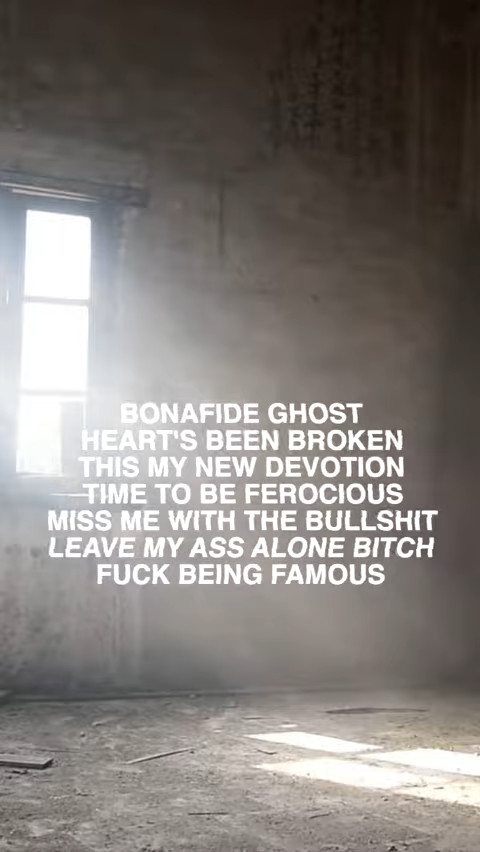 BONAFIDE GHOST
HEART'S BEEN BROKEN
THIS MY NEW DEVOTION
TIME TO BE FEROCIOUS
MISS ME WITH THE BULLSHIT
LEAVE MY ASS ALONE BITCH
FUCK BEING FAMOUS